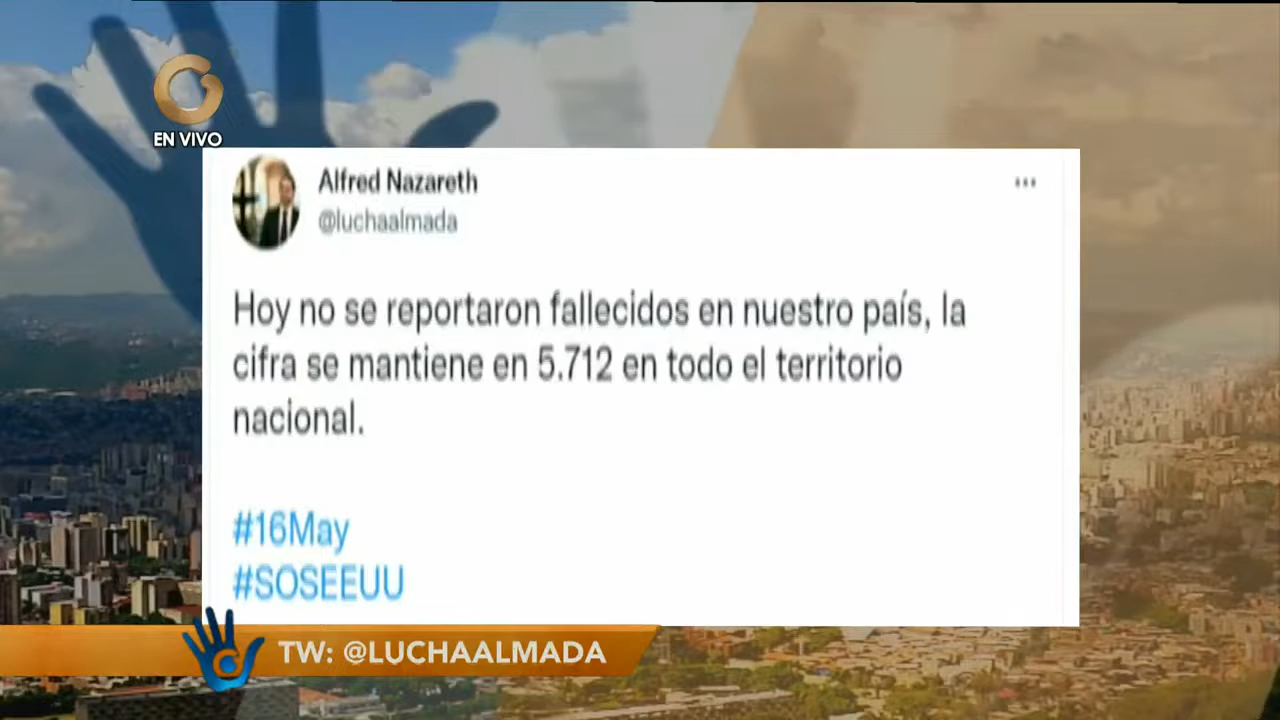 EN VIVO
Alfred Nazareth
@luchaalmada
Hoy no se reportaron fallecidos en nuestro país, la
cifra se mantiene en 5.712 en todo el territorio
nacional.
#16May
#SOSEEUU
TW: @LUCHAALMADA